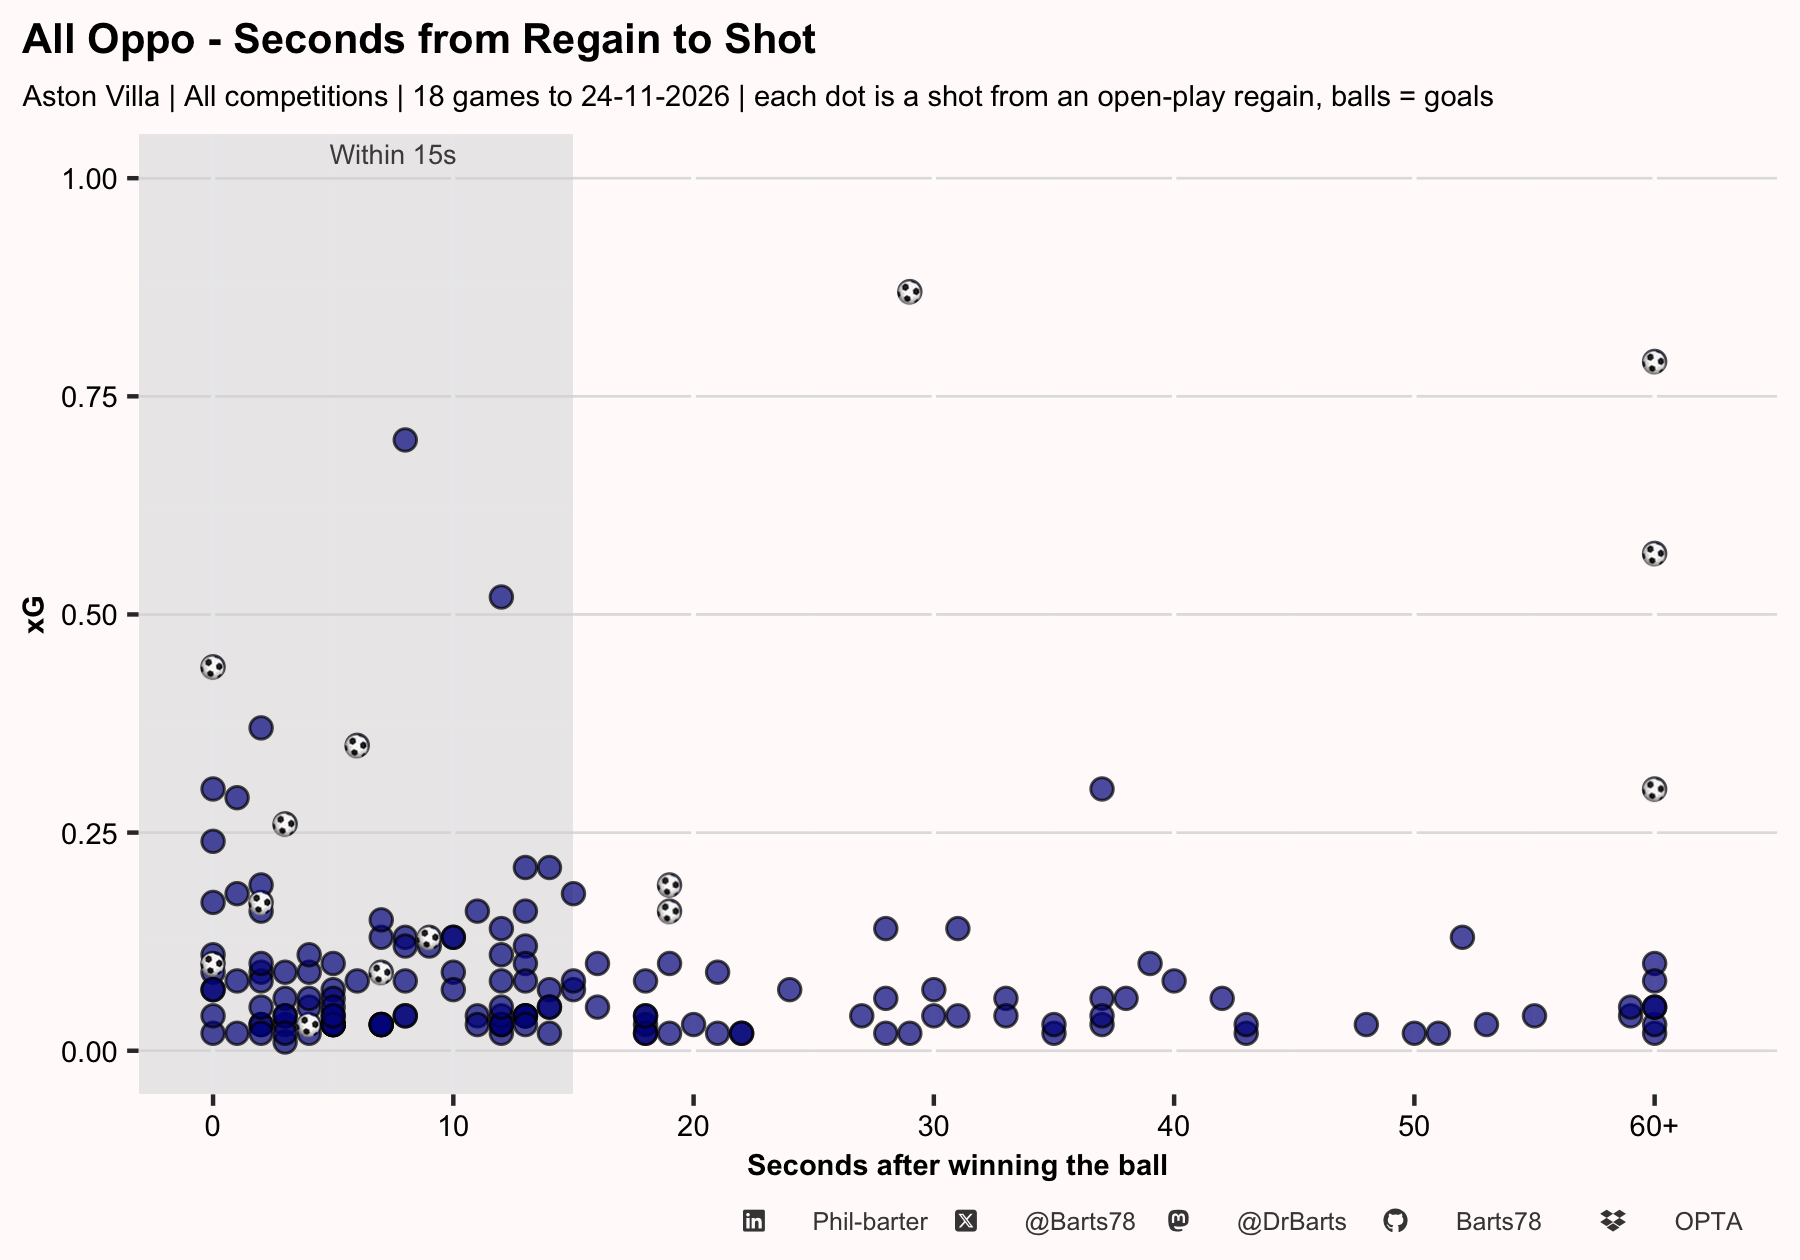 All Oppo - Seconds from Regain to Shot
Aston Villa | All competitions | 18 games to 24-11-2026 | each dot is a shot from an open-play regain, balls = goals
Within 15s
1.00
0.75
0.50
0.25
0.00
xG
0 10 20 30 40 50 60+
Seconds after winning the ball
Phil-barter @Barts78 @DrBarts Barts78 OPTA